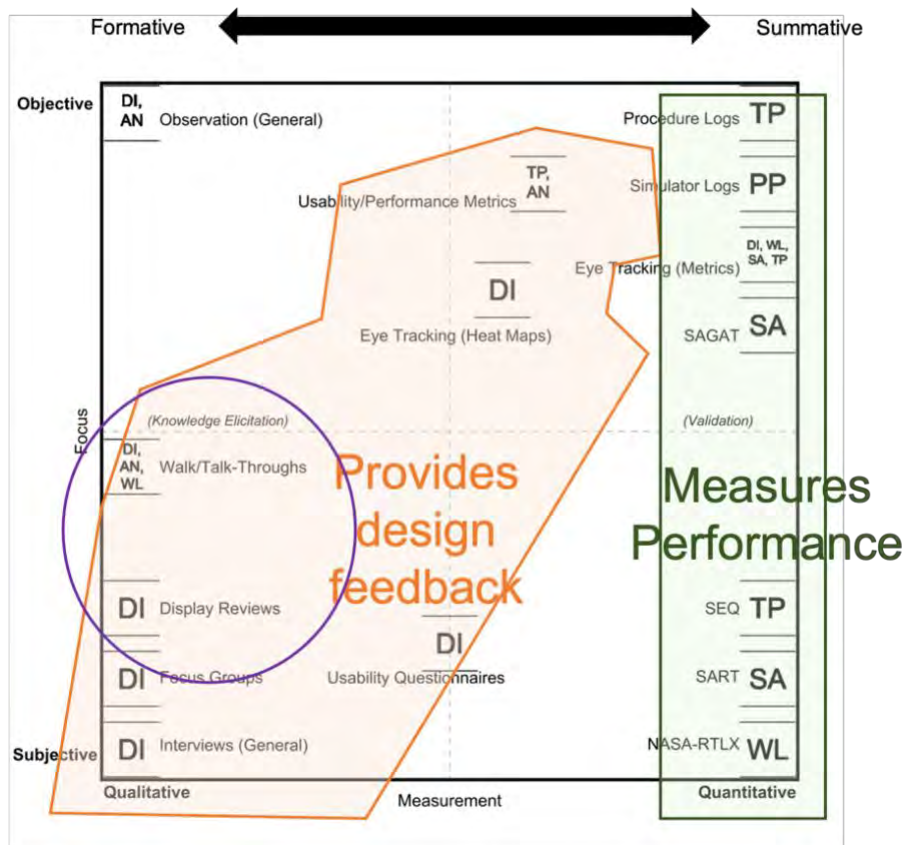 Formative
Summative
Objective
DI,
AN
Observation (General)
Procedure Logs
TP
TP,
AN
Usability/Performance Metrics
Simulator Logs
PP
DI
Eye Tracking (Heat Maps)
Eye Tracking (Metrics)
DI, WL,
SA, TP
SAGAT
SA
Focus
(Knowledge Elicitation)
(Validation)
DI,
AN,
WL
Walk/Talk-Throughs
Provides
design
feedback
Measures
Performance
DI
Display Reviews
SEQ
TP
DI
Usability Questionnaires
DI
Focus Groups
SART
SA
Subjective
DI
Interviews (General)
NASA-RTLX
WL
Qualitative
Measurement
Quantitative